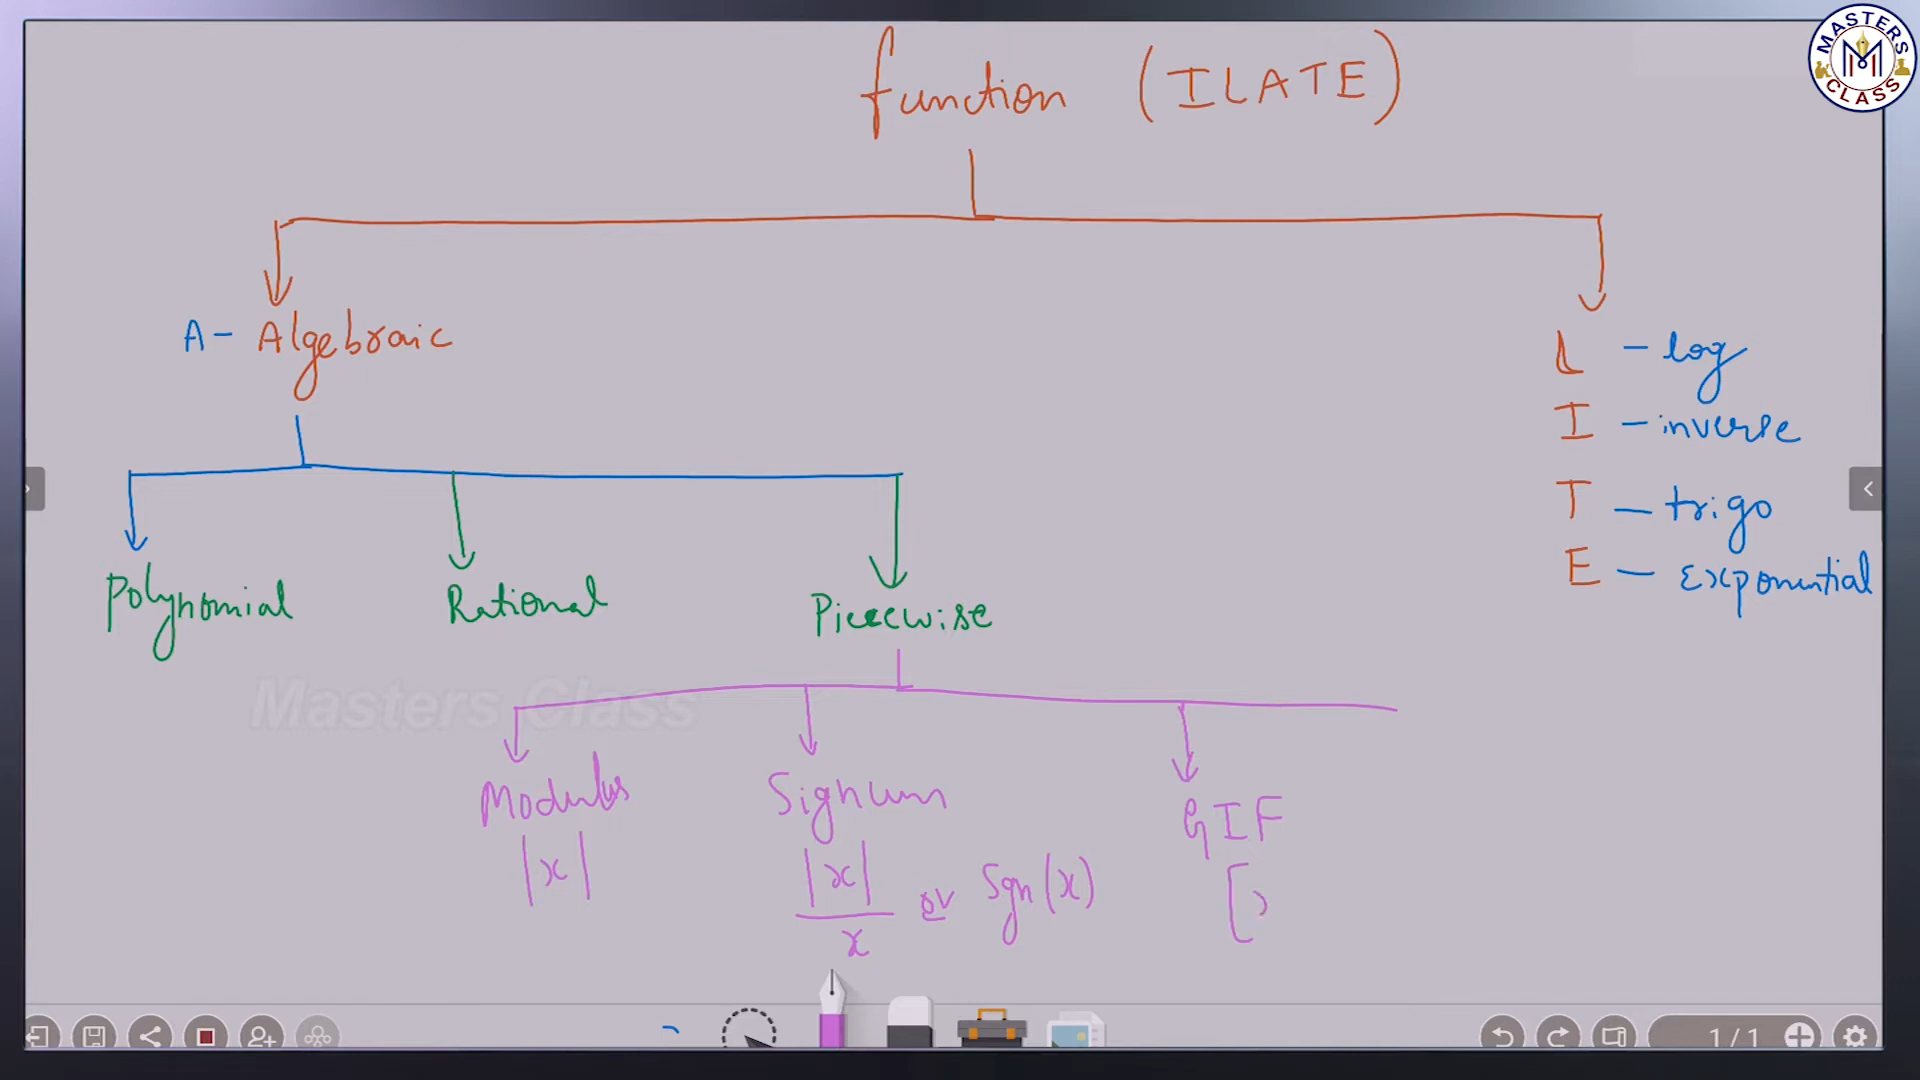 function (ILATE)
A - Algebraic
L - log
I - inverse
T - trigo
E - exponential
Polynomial
Rational
Piecewise
Masters Class
Modulus
|x|
Signum
|x|
x
or Sgn(x)
GIF
[x
1/1
MASTERS
M
CLASS